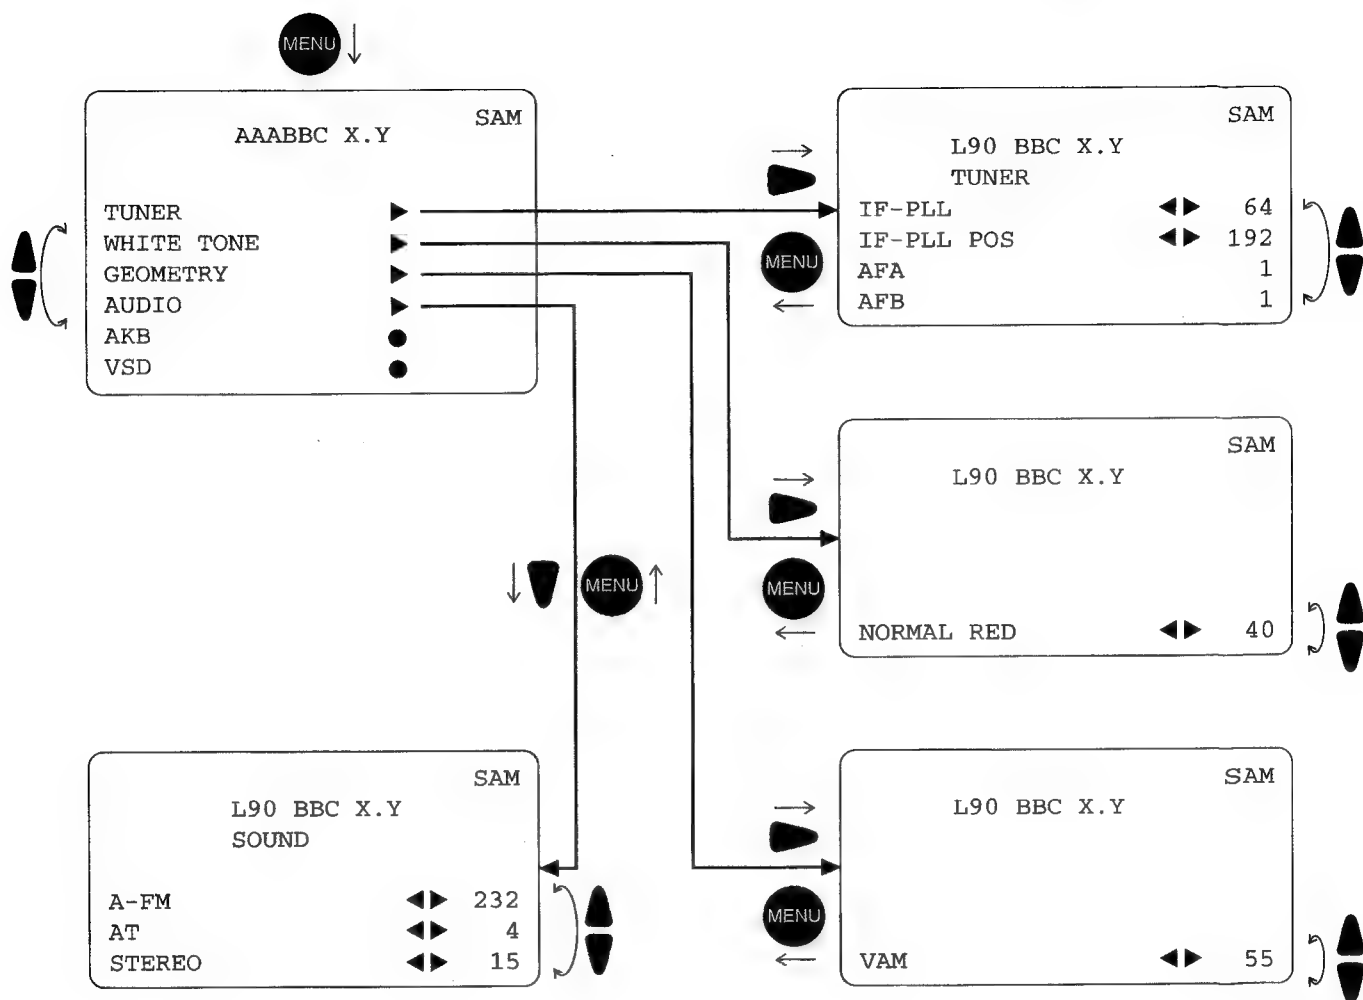 MENU
SAM
AAABBC X.Y
TUNER
WHITE TONE
GEOMETRY
AUDIO
AKB
VSD
MENU
SAM
L90 BBC X.Y
TUNER
IF-PLL 64
IF-PLL POS 192
AFA 1
AFB 1
MENU
SAM
L90 BBC X.Y
NORMAL RED 40
MENU
SAM
L90 BBC X.Y
SOUND
A-FM 232
AT 4
STEREO 15
MENU
SAM
L90 BBC X.Y
VAM 55